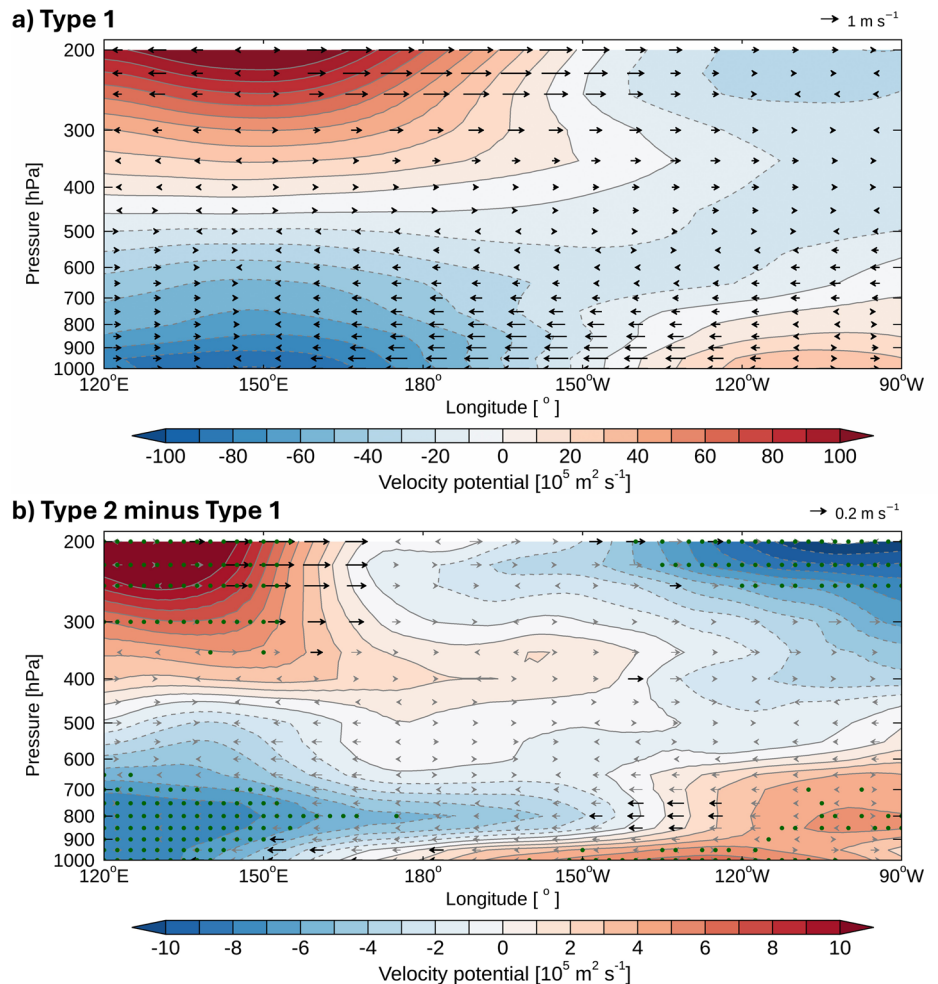 a) Type 1
1 m s⁻¹
200
300
400
500
600
700
800
900
1000
Pressure [hPa]
120°E 150°E 180° 150°W 120°W 90°W
Longitude [ ° ]
-100 -80 -60 -40 -20 0 20 40 60 80 100
Velocity potential [10⁵ m² s⁻¹]
b) Type 2 minus Type 1
0.2 m s⁻¹
200
300
400
500
600
700
800
900
1000
Pressure [hPa]
120°E 150°E 180° 150°W 120°W 90°W
Longitude [ ° ]
-10 -8 -6 -4 -2 0 2 4 6 8 10
Velocity potential [10⁵ m² s⁻¹]